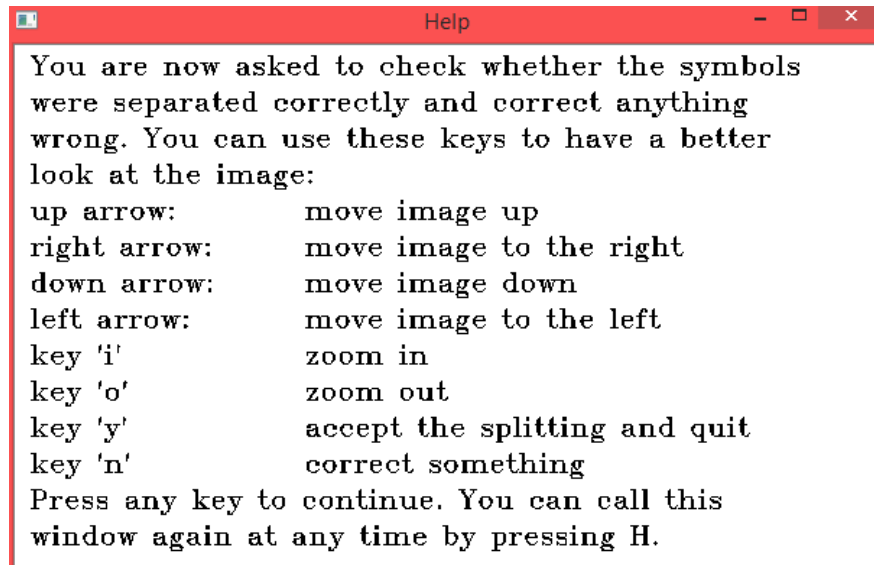 Help
You are now asked to check whether the symbols
were separated correctly and correct anything
wrong. You can use these keys to have a better
look at the image:
up arrow: move image up
right arrow: move image to the right
down arrow: move image down
left arrow: move image to the left
key 'i' zoom in
key 'o' zoom out
key 'y' accept the splitting and quit
key 'n' correct something
Press any key to continue. You can call this
window again at any time by pressing H.